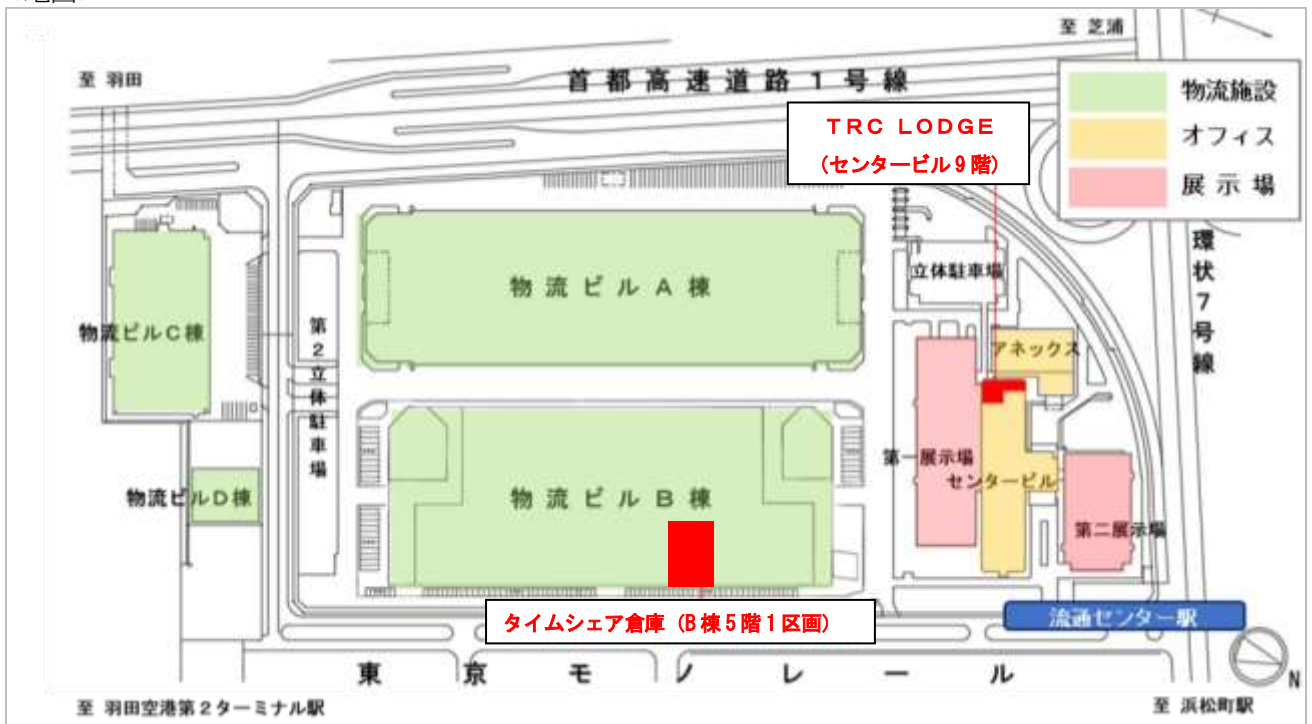 至 芝浦
至 羽田
首都高速道路1号線
物流施設
オフィス
展示場
TRC LODGE
(センタービル9階)
環状7号線
立体駐車場
物流ビルA棟
物流ビルC棟
第2立体駐車場
アネックス
第一展示場
センタービル
物流ビルD棟
物流ビルB棟
第二展示場
タイムシェア倉庫(B棟5階1区画)
流通センター駅
東京モノレール
N
至 羽田空港第2ターミナル駅
至 浜松町駅